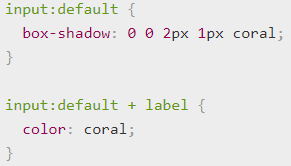 input:default {
  box-shadow: 0 0 2px 1px coral;
}

input:default + label {
  color: coral;
}